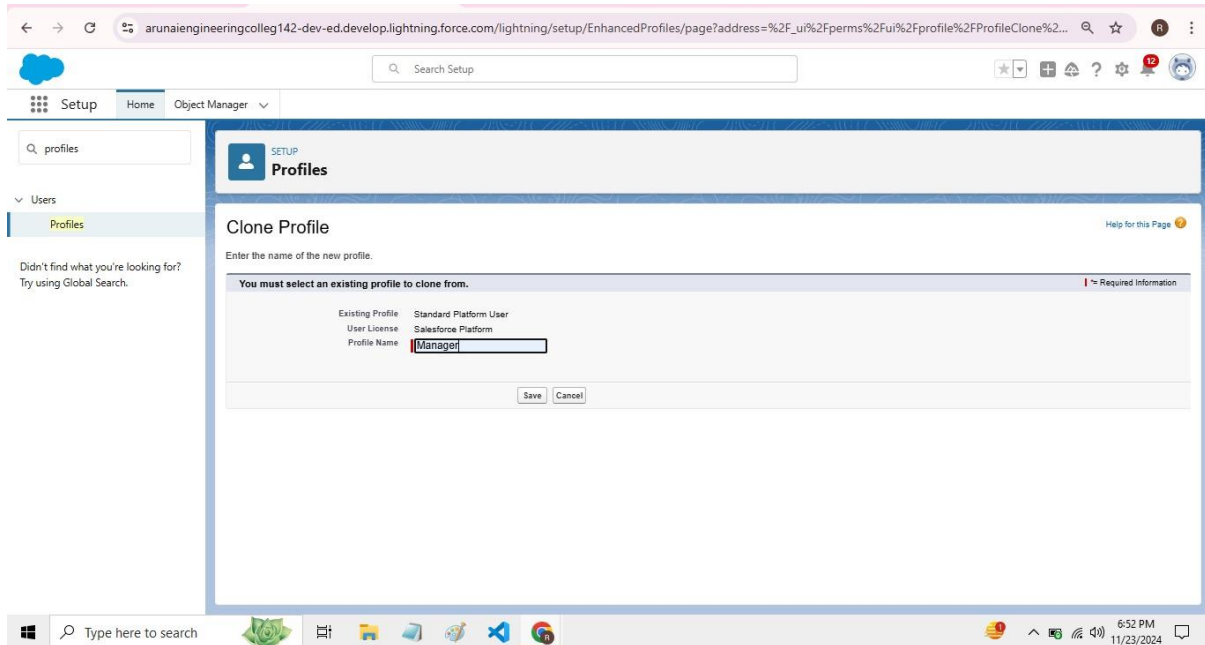 arunaiengineeringcolleg142-dev-ed.develop.lightning.force.com/lightning/setup/EnhancedProfiles/page?address=%2F_ui%2Fperms%2Fui%2Fprofile%2FProfileClone%2...
R
Search Setup
12
Setup
Home
Object Manager
profiles
SETUP
Profiles
Users
Profiles
Didn't find what you're looking for?
Try using Global Search.
Clone Profile
Help for this Page
Enter the name of the new profile.
You must select an existing profile to clone from.
= Required Information
Existing Profile Standard Platform User
User License Salesforce Platform
Profile Name Manager
Save Cancel
Type here to search
R
1
6:52 PM
11/23/2024